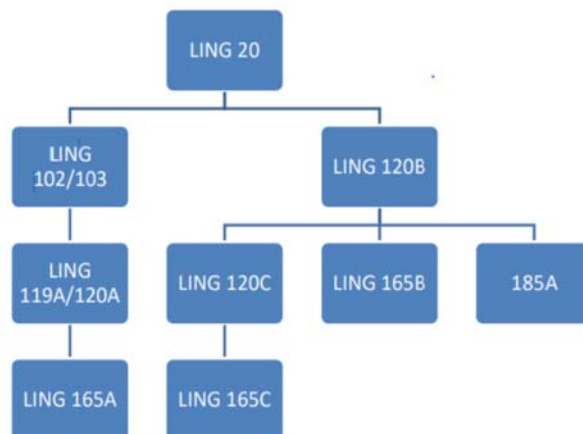 LING 20
LING
102/103
LING 120B
LING
119A/120A
LING 120C
LING 165B
185A
LING 165A
LING 165C